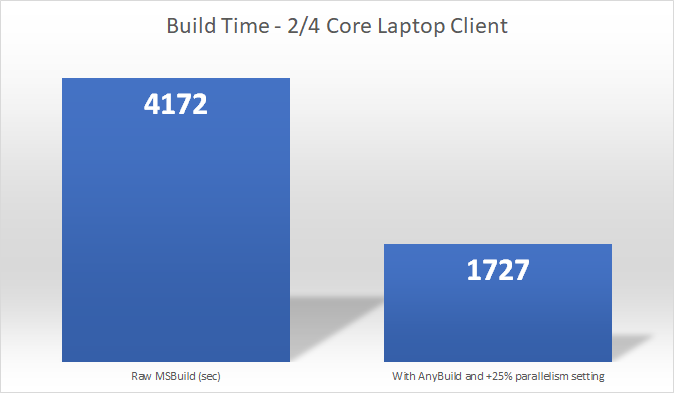 Build Time - 2/4 Core Laptop Client
4172
1727
Raw MSBuild (sec)
With AnyBuild and +25% parallelism setting